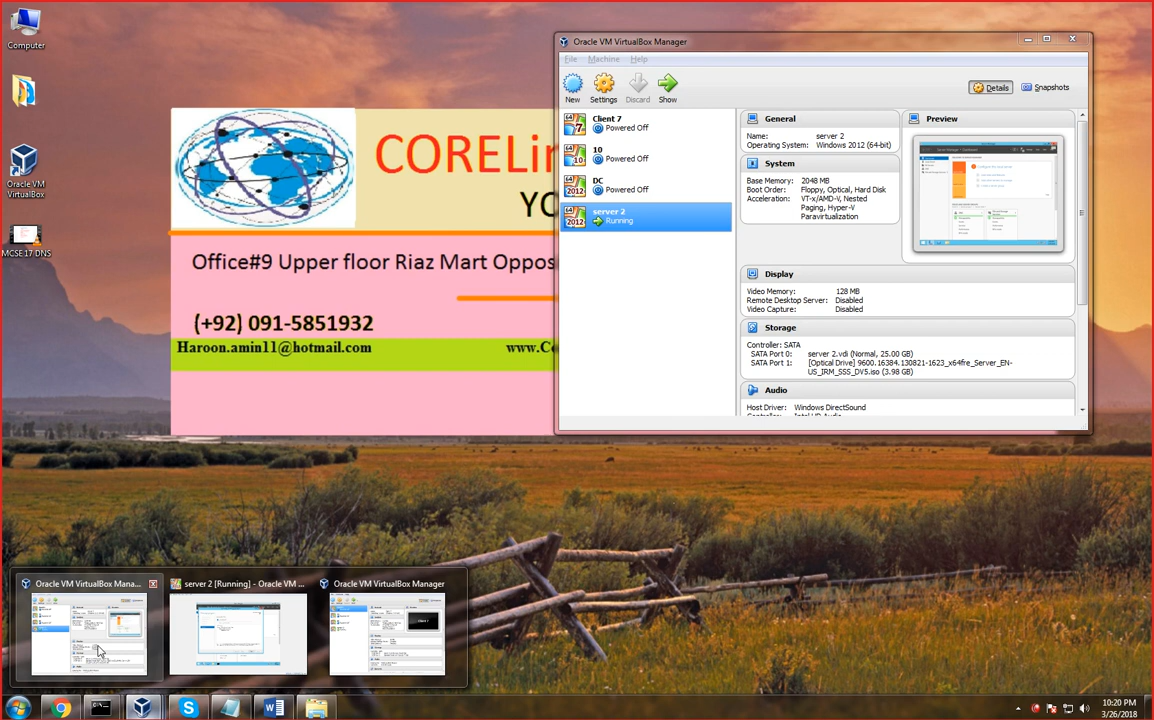 Computer
Oracle VM
VirtualBox
MCSE17 DNS
CORELin
YO
Office#9 Upper floor Riaz Mart Oppos
(+92) 091-5851932
Haroon.amin11@hotmail.com
www.Co
Oracle VM VirtualBox Manager
File Machine Help
New Settings Discard Show
Details Snapshots
Client 7
Powered Off
10
Powered Off
DC
Powered Off
server 2
Running
General
Name: server 2
Operating System: Windows 2012 (64-bit)
System
Base Memory: 2048 MB
Boot Order: Floppy, Optical, Hard Disk
Acceleration: VT-x/AMD-V, Nested
Paging, Hyper-V
Paravirtualization
Preview
Display
Video Memory: 128 MB
Remote Desktop Server: Disabled
Video Capture: Disabled
Storage
Controller: SATA
SATA Port 0: server 2.vdi (Normal, 25.00 GB)
SATA Port 1: [Optical Drive] 9600.16384.130821-1623_x64fre_Server_EN-
US_IRM_SSS_DV5.iso (3.98 GB)
Audio
Host Driver: Windows DirectSound
Oracle VM VirtualBox Mana...
server 2 [Running] - Oracle VM ...
Oracle VM VirtualBox Manager
10:20 PM
3/26/2018